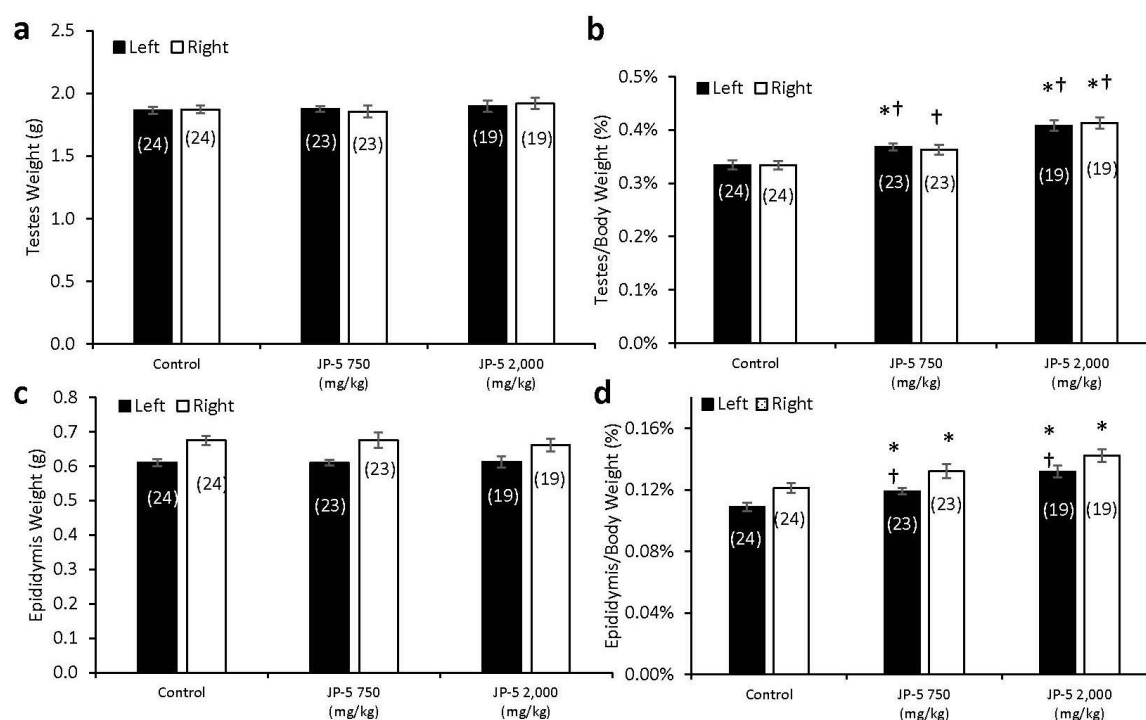 a
Left Right
Testes Weight (g)
2.5
2.0
1.5
1.0
0.5
0.0
(24) (24)
(23) (23)
(19) (19)
Control
JP-5 750
(mg/kg)
JP-5 2,000
(mg/kg)
b
Left Right
Testes/Body Weight (%)
0.5%
0.4%
0.3%
0.2%
0.1%
0.0%
*† †
*† *†
(24) (24)
(23) (23)
(19) (19)
Control
JP-5 750
(mg/kg)
JP-5 2,000
(mg/kg)
c
Left Right
Epididymis Weight (g)
0.8
0.7
0.6
0.5
0.4
0.3
0.2
0.1
0.0
(24) (24)
(23) (23)
(19) (19)
Control
JP-5 750
(mg/kg)
JP-5 2,000
(mg/kg)
d
Left Right
Epididymis/Body Weight (%)
0.16%
0.12%
0.08%
0.04%
0.00%
* *
†
* *
†
(24) (24)
(23) (23)
(19) (19)
Control
JP-5 750
(mg/kg)
JP-5 2,000
(mg/kg)